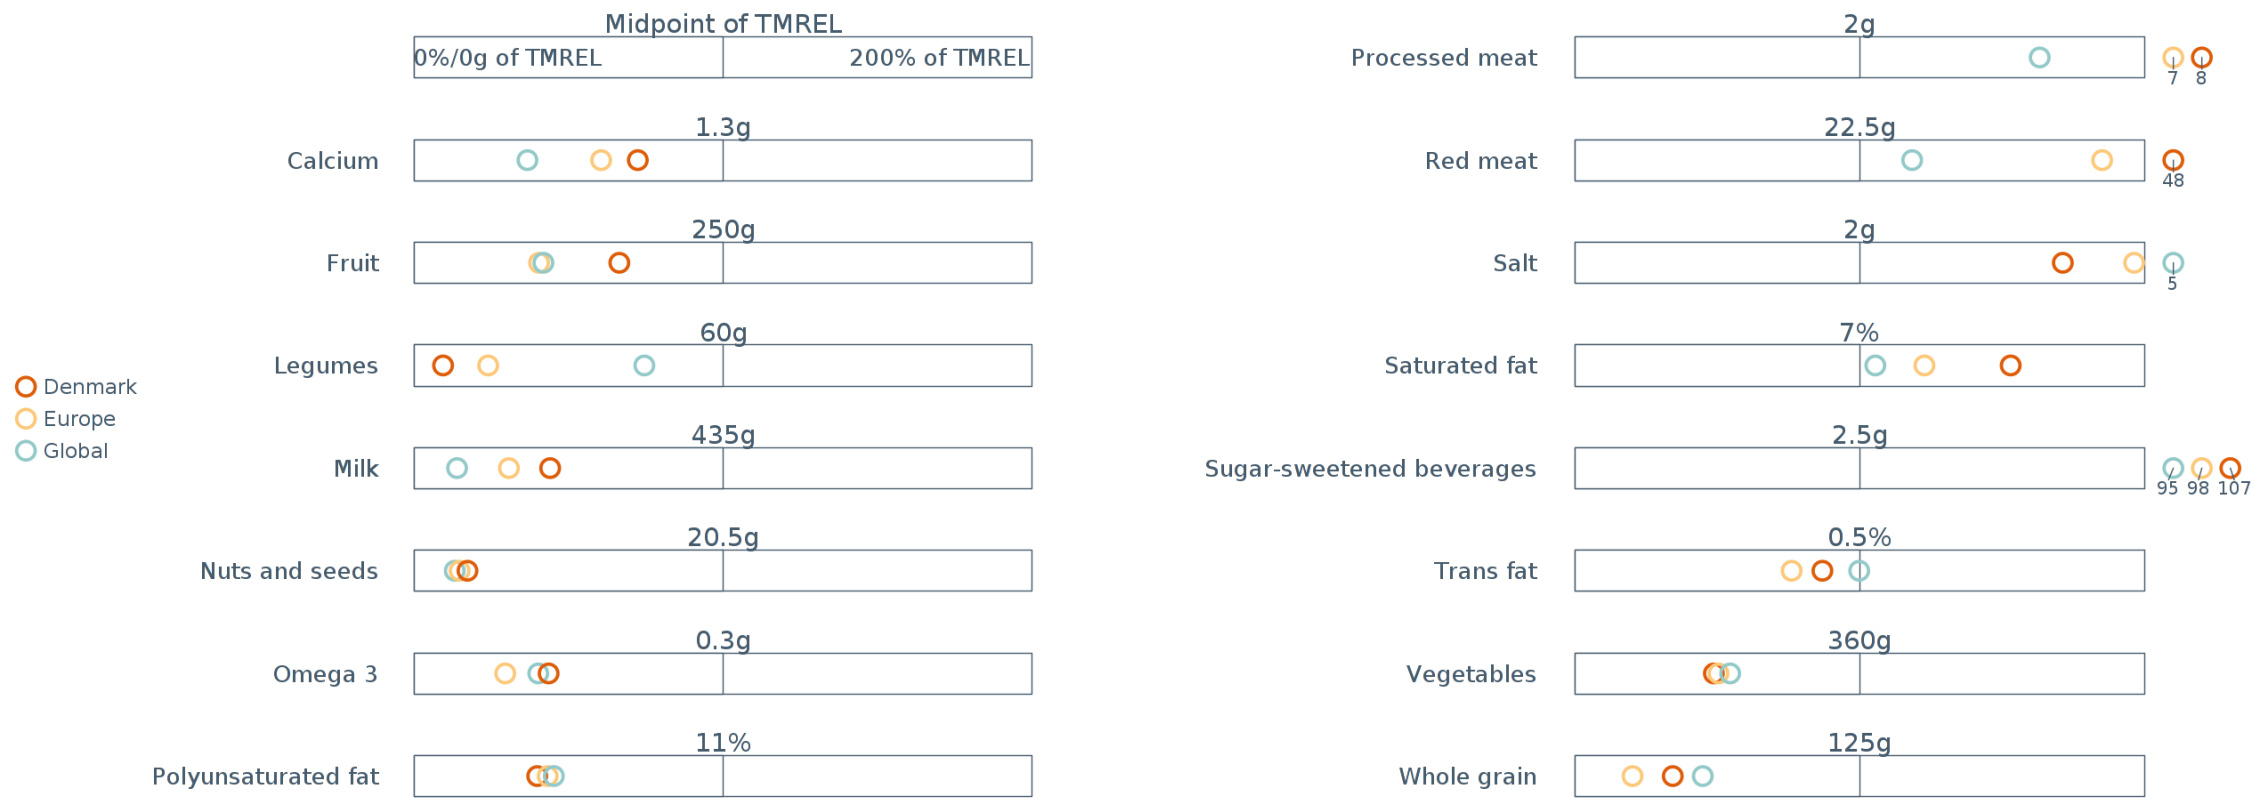 Midpoint of TMREL
0%/0g of TMREL
200% of TMREL
Calcium
1.3g
Fruit
250g
Legumes
60g
Milk
435g
Nuts and seeds
20.5g
Omega 3
0.3g
Polyunsaturated fat
11%
Denmark
Europe
Global
Processed meat
2g
7 8
Red meat
22.5g
48
Salt
2g
5
Saturated fat
7%
Sugar-sweetened beverages
2.5g
95 98 107
Trans fat
0.5%
Vegetables
360g
Whole grain
125g